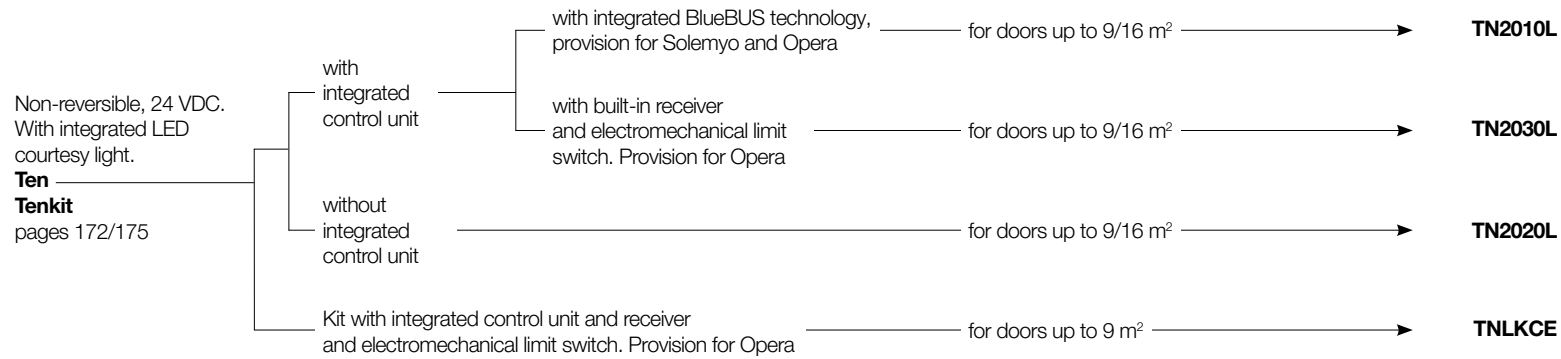 Non-reversible, 24 VDC.
With integrated LED
courtesy light.
Ten
Tenkit
pages 172/175
with
integrated
control unit
with integrated BlueBUS technology,
provision for Solemyo and Opera
for doors up to 9/16 m²
TN2010L
with built-in receiver
and electromechanical limit
switch. Provision for Opera
for doors up to 9/16 m²
TN2030L
without
integrated
control unit
for doors up to 9/16 m²
TN2020L
Kit with integrated control unit and receiver
and electromechanical limit switch. Provision for Opera
for doors up to 9 m²
TNLKCE